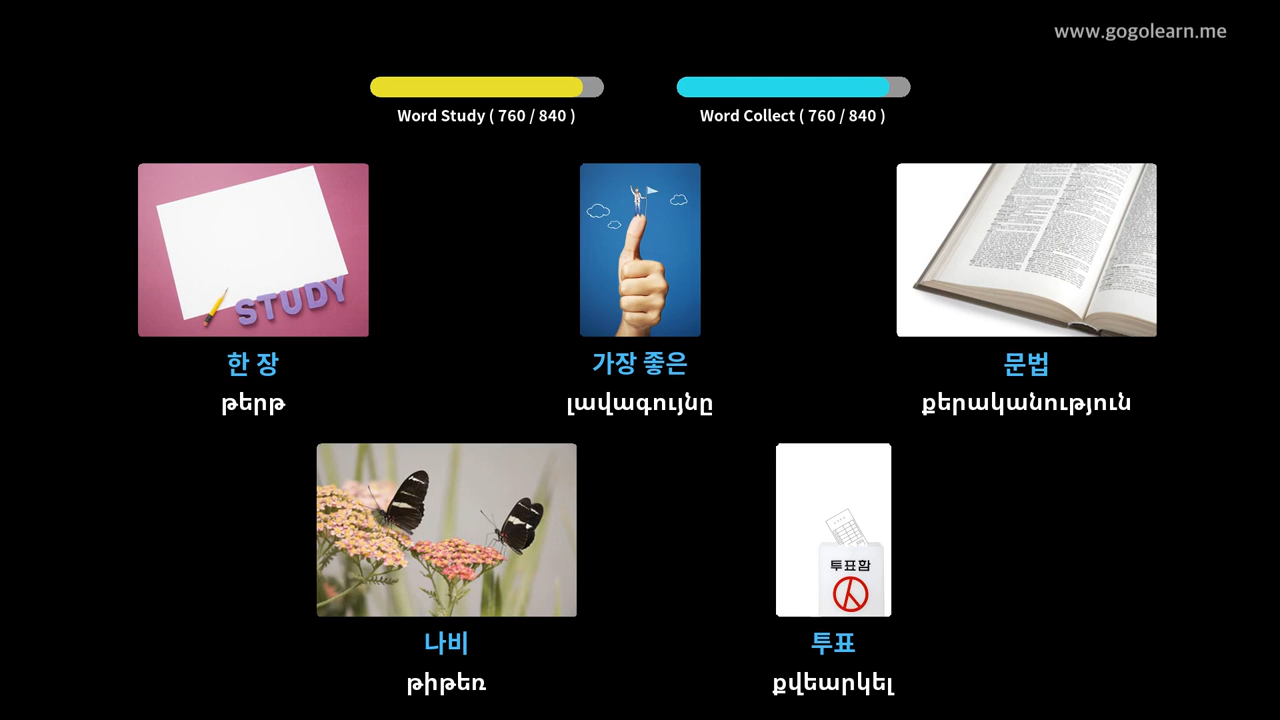 www.gogolearn.me
Word Study ( 760 / 840 )
Word Collect ( 760 / 840 )
STUDY
한 장
թերթ
가장 좋은
լավագույնը
문법
քերականություն
투표함
나비
թիթեռ
투표
քվեարկել